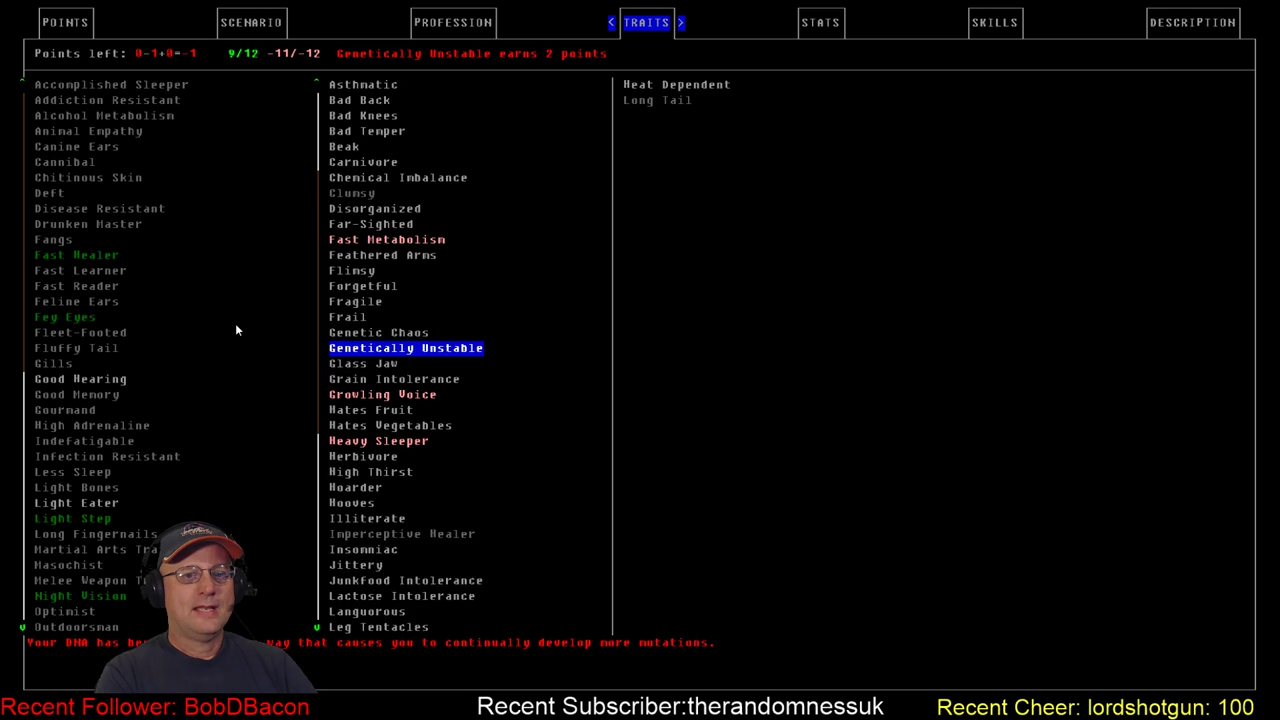 POINTS SCENARIO PROFESSION < TRAITS > STATS SKILLS DESCRIPTION
Points left: 0-1+0=-1 9/12 -11/-12 Genetically Unstable earns 2 points
^ Accomplished Sleeper ^ Asthmatic Heat Dependent
Addiction Resistant Bad Back Long Tail
Alcohol Metabolism Bad Knees
Animal Empathy Bad Temper
Canine Ears Beak
Cannibal Carnivore
Chitinous Skin Chemical Imbalance
Deft Clumsy
Disease Resistant Disorganized
Drunken Master Far-Sighted
Fangs Fast Metabolism
Fast Healer Feathered Arms
Fast Learner Flimsy
Fast Reader Forgetful
Feline Ears Fragile
Fey Eyes Frail
Fleet-Footed Genetic Chaos
Fluffy Tail Genetically Unstable
Gills Glass Jaw
Good Hearing Grain Intolerance
Good Memory Growling Voice
Gourmand Hates Fruit
High Adrenaline Hates Vegetables
Indefatigable Heavy Sleeper
Infection Resistant Herbivore
Less Sleep High Thirst
Light Bones Hoarder
Light Eater Hooves
Light Step Illiterate
Long Fingernails Imperceptive Healer
Martial Arts Tra Insomniac
Masochist Jittery
Melee Weapon T Junkfood Intolerance
Night Vision Lactose Intolerance
Optimist Languorous
v Outdoorsman v Leg Tentacles
Your DNA has be way that causes you to continually develop more mutations.
Recent Follower: BobDBacon Recent Subscriber:therandomnessuk Recent Cheer: lordshotgun: 100